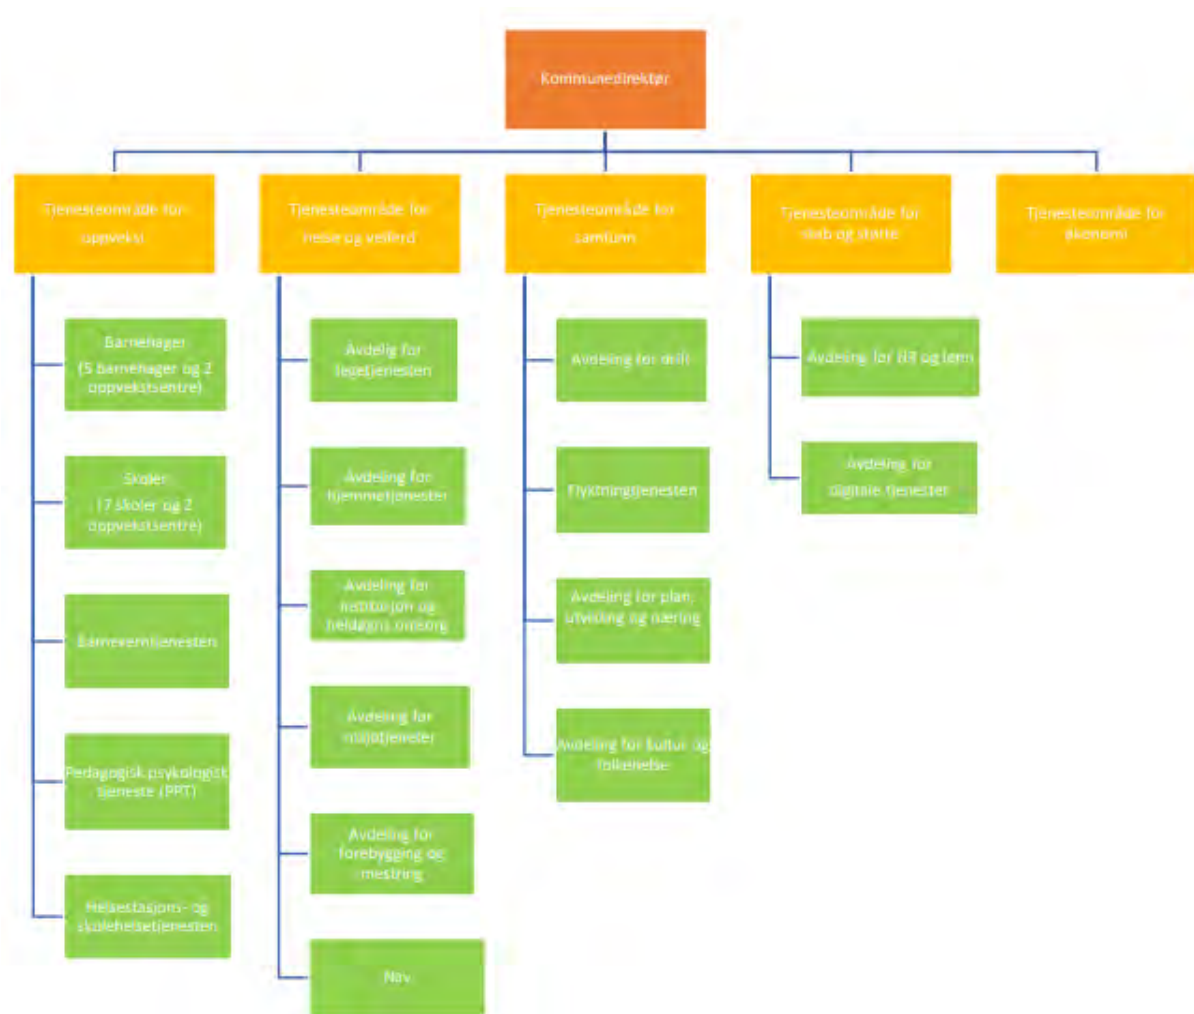 Kommunedirektør
Tjenesteområde for
oppvekst
Tjenesteområde for
helse og velferd
Tjenesteområde for
samfunn
Tjenesteområde for
stab og støtte
Tjenesteområde for
økonomi
Barnehager
(5 barnehager og 2
oppvekstsentre)
Skoler
(7 skoler og 2
oppvekstsentre)
Barneverntjenesten
Pedagogisk psykologisk
tjeneste (PPT)
Helsestasjons- og
skolehelsetjenesten
Avdelig for
legetjenesten
Avdeling for
hjemmetjenester
Avdeling for
institusjon og
heldøgns omsorg
Avdeling for
miljøtjenester
Avdeling for
forebygging og
mestring
Nav
Avdeling for drift
Flyktningtjenesten
Avdeling for plan,
utvikling og næring
Avdeling for kultur og
folkehelse
Avdeling for HR og lønn
Avdeling for
digitale tjenester